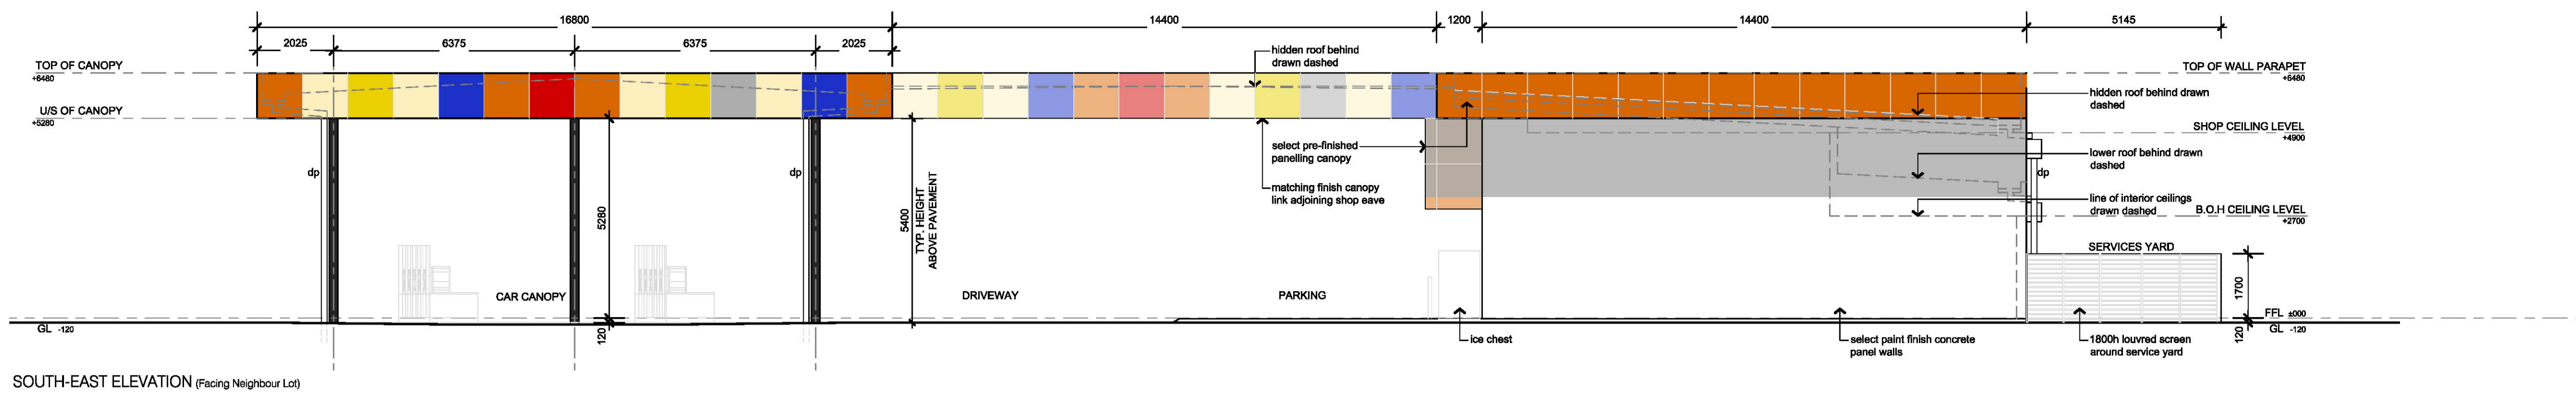 16800
14400
1200
14400
5145
2025
6375
6375
2025
TOP OF CANOPY
+6480
U/S OF CANOPY
+5280
hidden roof behind
drawn dashed
TOP OF WALL PARAPET
+6480
hidden roof behind drawn
dashed
SHOP CEILING LEVEL
+4900
select pre-finished
panelling canopy
lower roof behind drawn
dashed
dp
dp
dp
matching finish canopy
link adjoining shop eave
line of interior ceilings
drawn dashed
B.O.H CEILING LEVEL
+2700
5280
5400
TYP. HEIGHT
ABOVE PAVEMENT
SERVICES YARD
CAR CANOPY
DRIVEWAY
PARKING
1700
GL -120
120
FFL ±000
GL -120
120
ice chest
select paint finish concrete
panel walls
1800h louvred screen
around service yard
SOUTH-EAST ELEVATION (Facing Neighbour Lot)